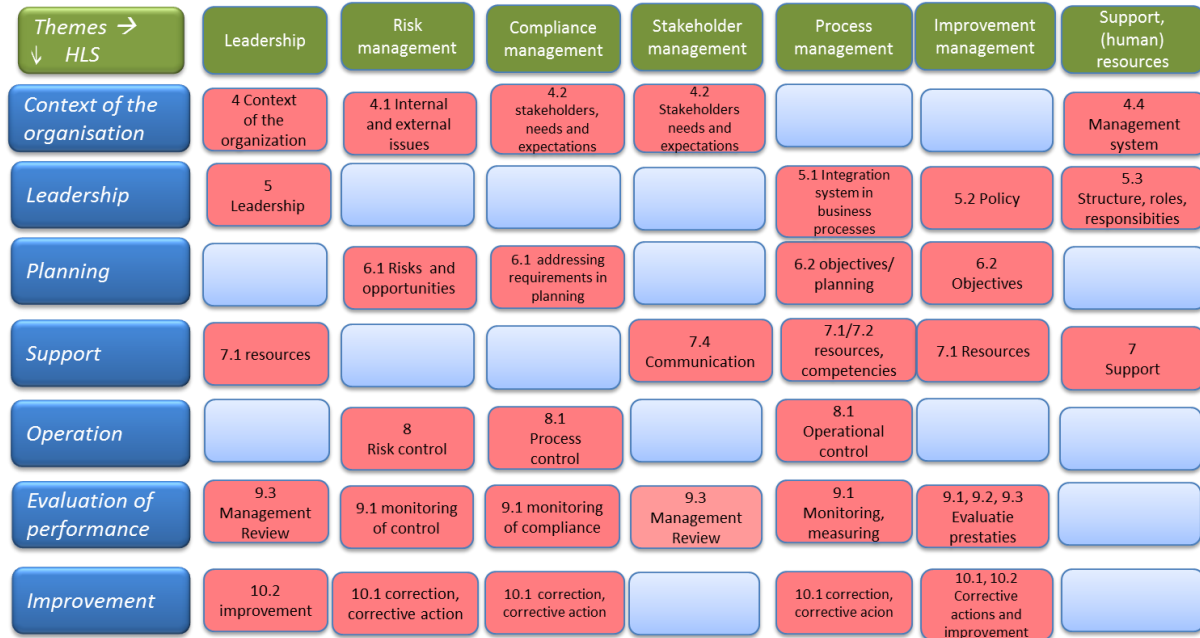 Themes →
↓ HLS
Leadership
Risk
management
Compliance
management
Stakeholder
management
Process
management
Improvement
management
Support,
(human)
resources
Context of the
organisation
4 Context
of the
organization
4.1 Internal
and external
issues
4.2
stakeholders,
needs and
expectations
4.2
Stakeholders
needs and
expectations
4.4
Management
system
Leadership
5
Leadership
5.1 Integration
system in
business
processes
5.2 Policy
5.3
Structure, roles,
responsibities
Planning
6.1 Risks and
opportunities
6.1 addressing
requirements in
planning
6.2 objectives/
planning
6.2
Objectives
Support
7.1 resources
7.4
Communication
7.1/7.2
resources,
competencies
7.1 Resources
7
Support
Operation
8
Risk control
8.1
Process
control
8.1
Operational
control
Evaluation of
performance
9.3
Management
Review
9.1 monitoring
of control
9.1 monitoring
of compliance
9.3
Management
Review
9.1
Monitoring,
measuring
9.1, 9.2, 9.3
Evaluatie
prestaties
Improvement
10.2
improvement
10.1 correction,
corrective action
10.1 correction,
corrective action
10.1 correction,
corrective acion
10.1, 10.2
Corrective
actions and
improvement